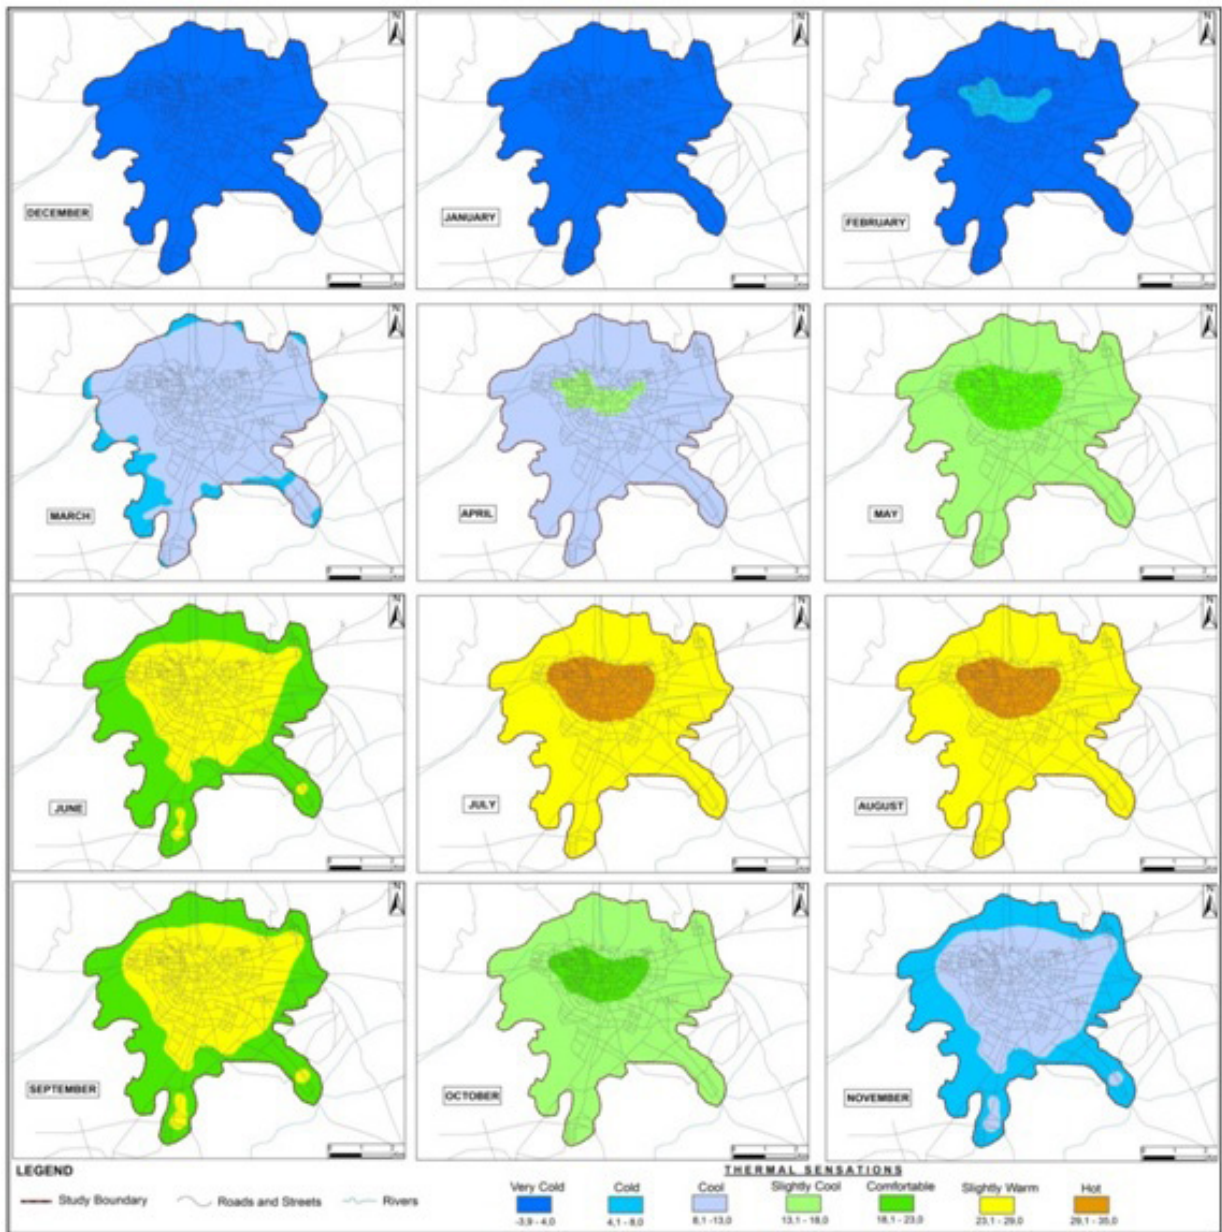 N
N
N
DECEMBER
JANUARY
FEBRUARY
N
N
N
MARCH
APRIL
MAY
N
N
N
JUNE
JULY
AUGUST
N
N
N
SEPTEMBER
OCTOBER
NOVEMBER
LEGEND
THERMAL SENSATIONS
Study Boundary
Roads and Streets
Rivers
Very Cold
Cold
Cool
Slightly Cool
Comfortable
Slightly Warm
Hot
-3,9 - 4,0
4,1 - 8,0
8,1 -13,0
13,1 - 18,0
18,1 - 23,0
23,1 - 29,0
29,1 - 35,0